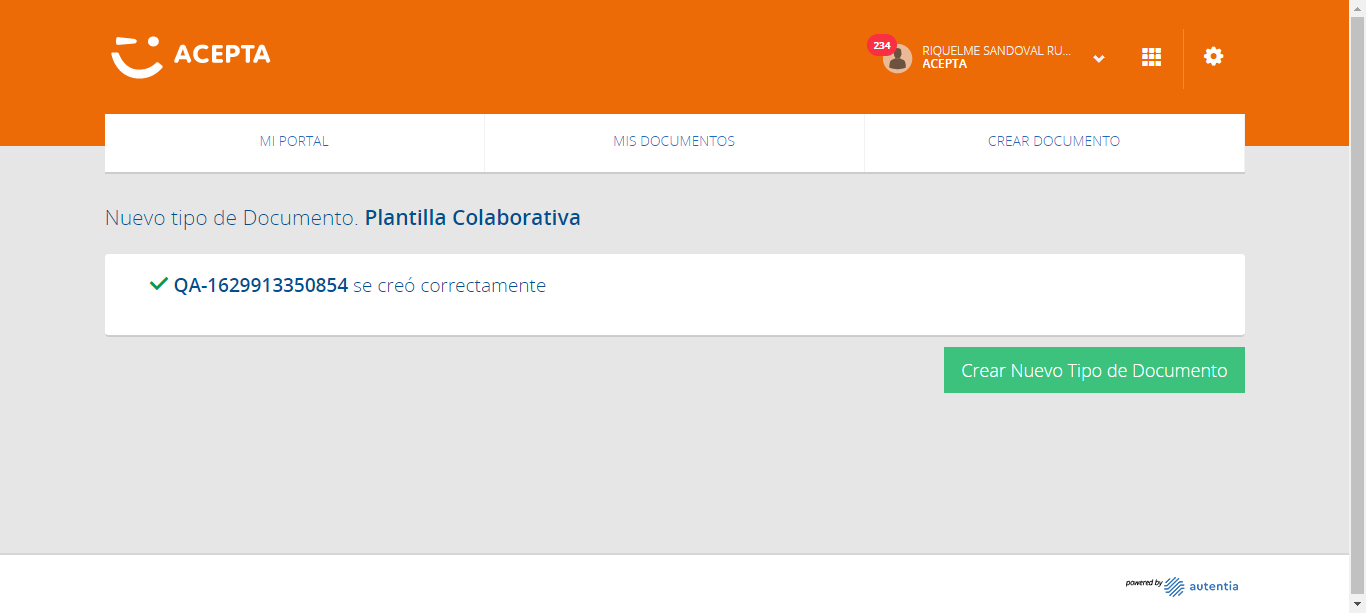 ACEPTA
234
RIQUELME SANDOVAL RU...
ACEPTA
MI PORTAL
MIS DOCUMENTOS
CREAR DOCUMENTO
Nuevo tipo de Documento. Plantilla Colaborativa
QA-1629913350854 se creó correctamente
Crear Nuevo Tipo de Documento
powered by autentia